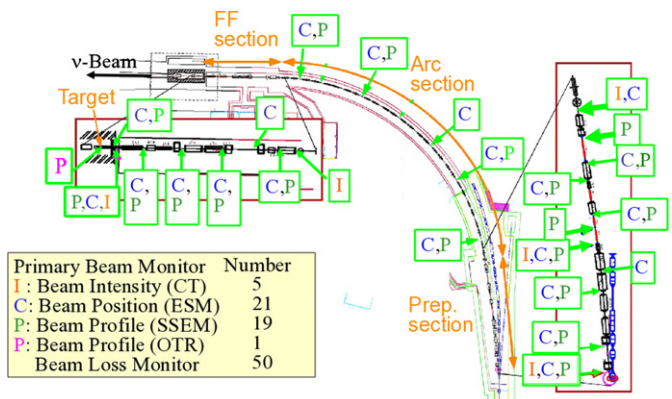 FF
section
ν-Beam
C,P
C,P
Arc
section
Target
C,P
C
C
I,C
P
P
C,
P
C,
P
C,
P
C,P
I
C,P
C,P
C,P
C,P
P,C,I
C,P
P
I,C,P
C
C,P
Prep.
section
C,P
I,C,P
Primary Beam Monitor Number
I : Beam Intensity (CT) 5
C: Beam Position (ESM) 21
P: Beam Profile (SSEM) 19
P: Beam Profile (OTR) 1
Beam Loss Monitor 50